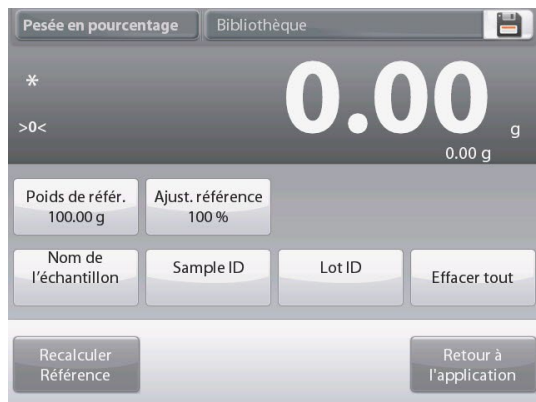 Pesée en pourcentage Bibliothèque
*
0.00 g
>0<
0.00 g
Poids de référ. Ajust. référence
100.00 g 100 %
Nom de
l'échantillon Sample ID Lot ID Effacer tout
Recalculer Retour à
Référence l'application